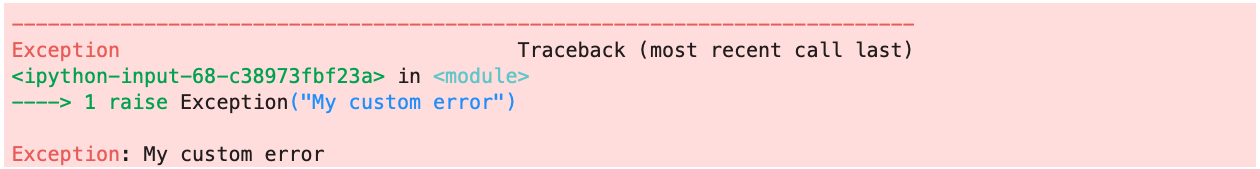 ---------------------------------------------------------------------------
Exception                                 Traceback (most recent call last)
<ipython-input-68-c38973fbf23a> in <module>
----> 1 raise Exception("My custom error")

Exception: My custom error